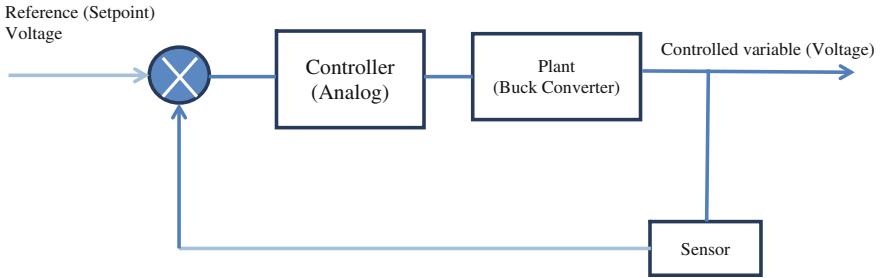 Reference (Setpoint)
Voltage
Controller
(Analog)
Plant
(Buck Converter)
Controlled variable (Voltage)
Sensor